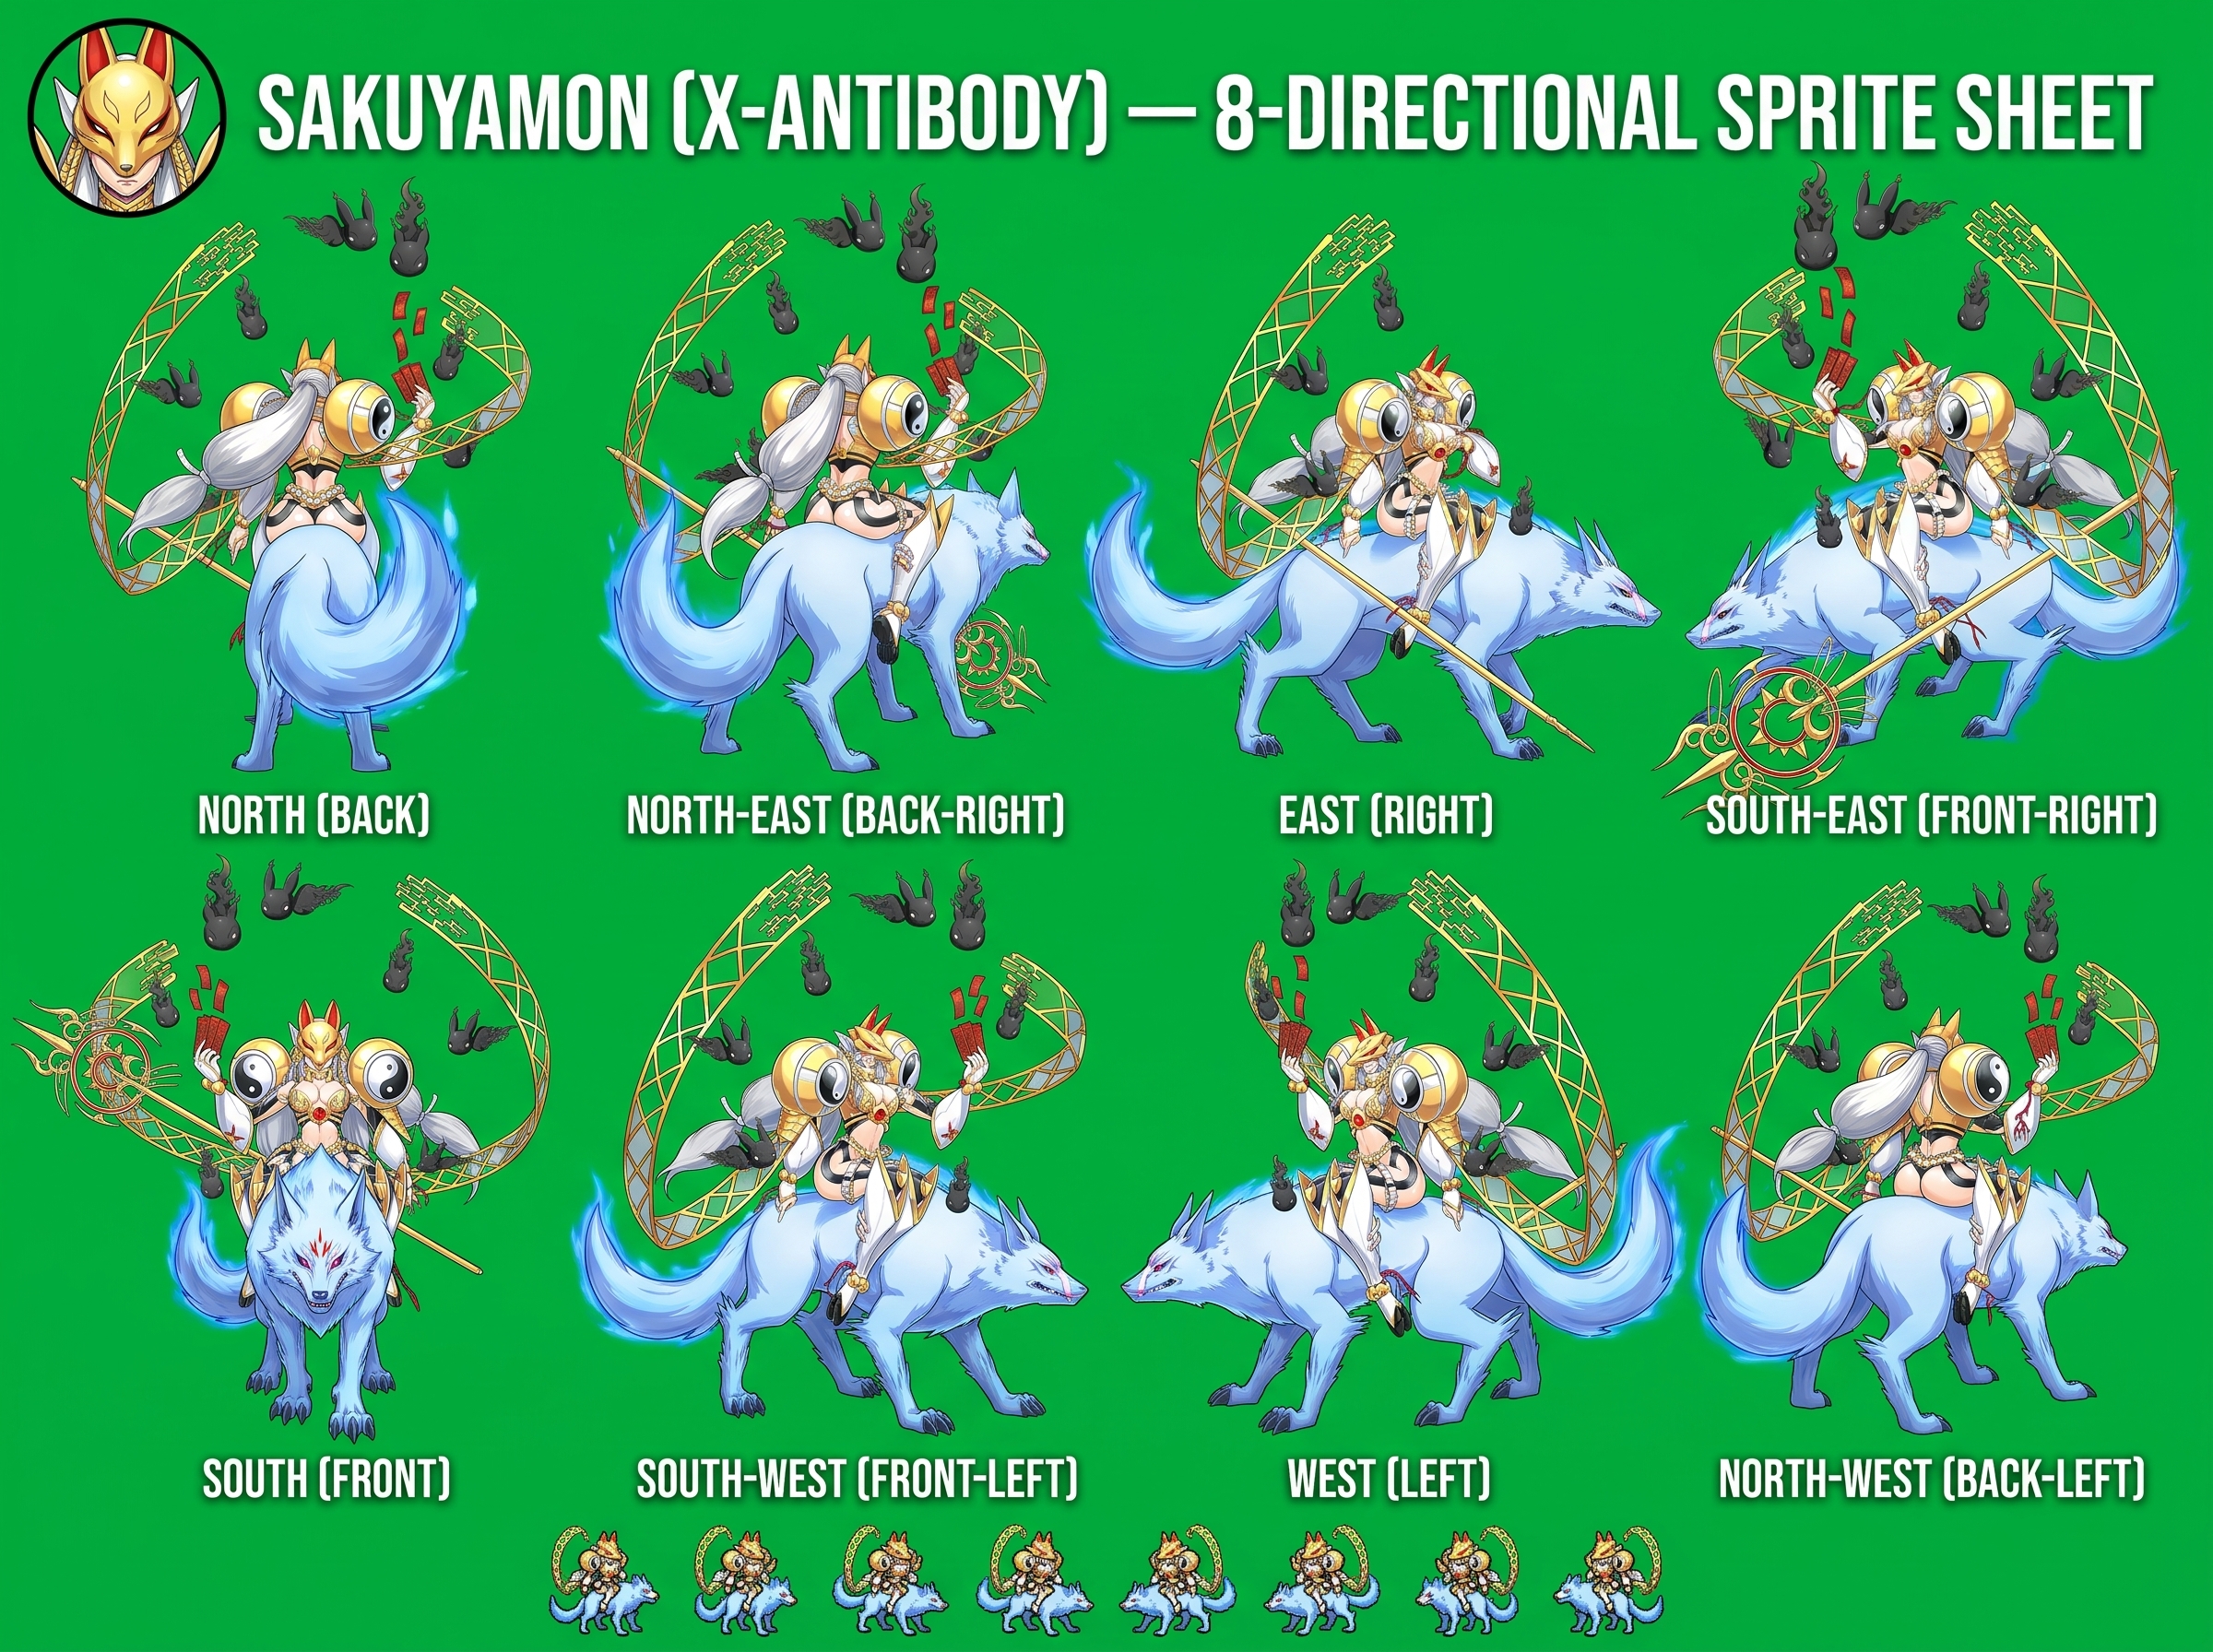 SAKUYAMON (X-ANTIBODY) — 8-DIRECTIONAL SPRITE SHEET
NORTH (BACK)
NORTH-EAST (BACK-RIGHT)
EAST (RIGHT)
SOUTH-EAST (FRONT-RIGHT)
SOUTH (FRONT)
SOUTH-WEST (FRONT-LEFT)
WEST (LEFT)
NORTH-WEST (BACK-LEFT)